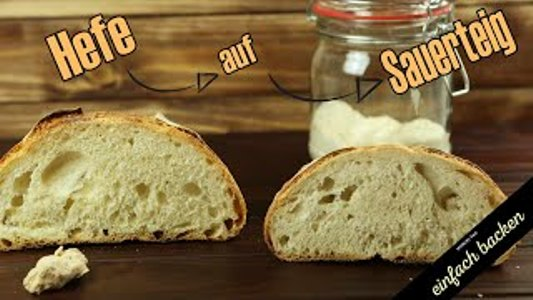 Hefe
auf
Sauerteig
einfach backen